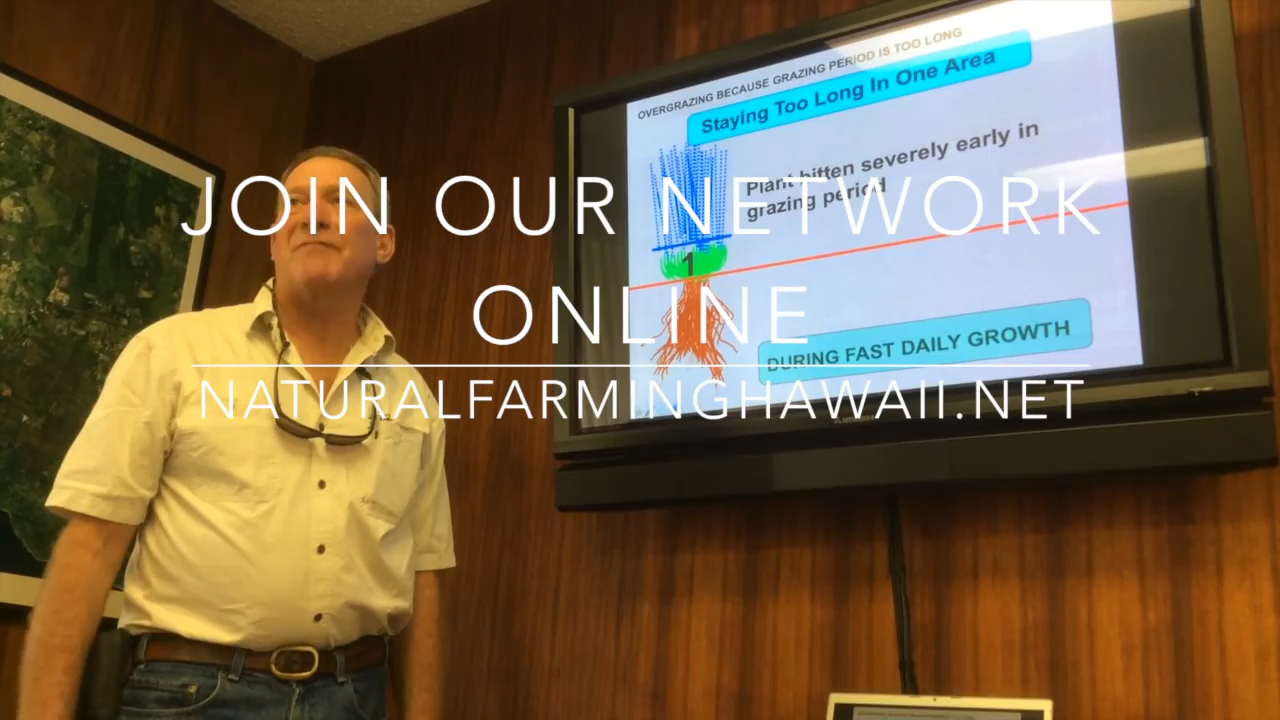 OVERGRAZING BECAUSE GRAZING PERIOD IS TOO LONG
Staying Too Long In One Area
Plant bitten severely early in
grazing period
1
DURING FAST DAILY GROWTH
JOIN OUR NETWORK
ONLINE
NATURALFARMINGHAWAII.NET